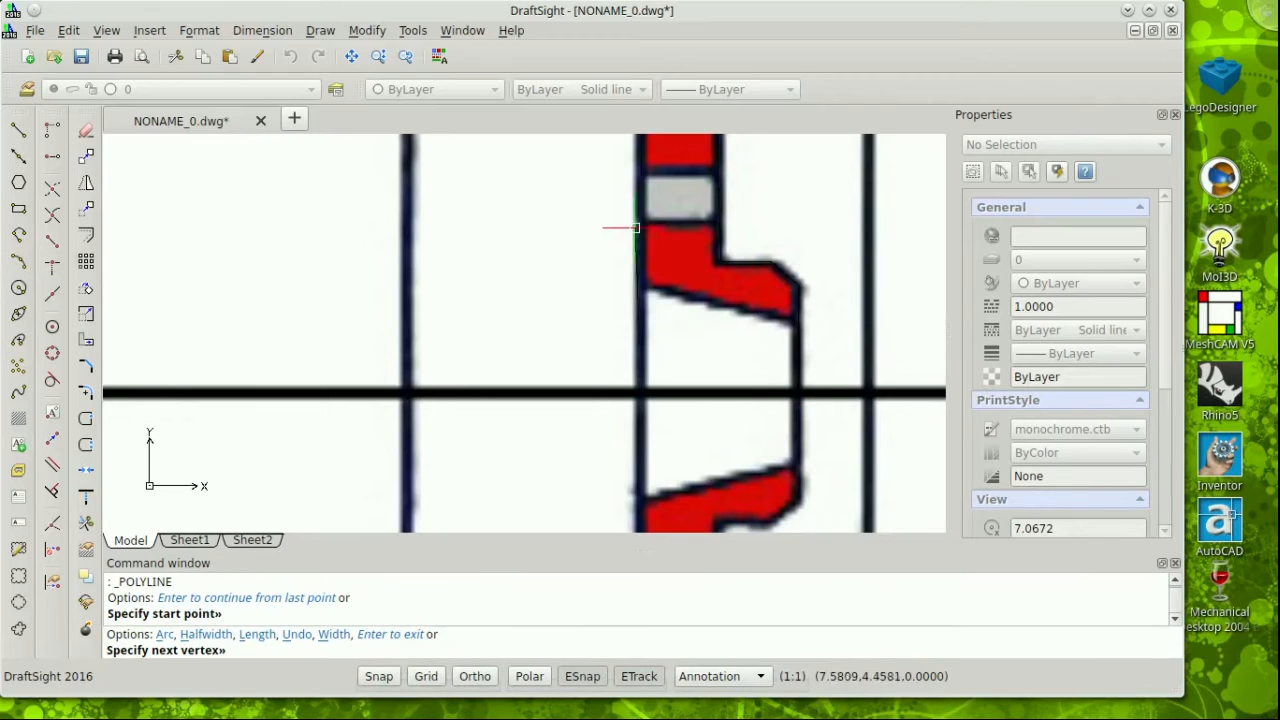 DraftSight - [NONAME_0.dwg*]
File Edit View Insert Format Dimension Draw Modify Tools Window Help
0 ByLayer ByLayer Solid line ByLayer
NONAME_0.dwg*
Properties
No Selection
General
0
ByLayer
1.0000
ByLayer Solid line
ByLayer
ByLayer
PrintStyle
monochrome.ctb
ByColor
None
View
7.0672
Y
X
Model Sheet1 Sheet2
Command window
: _POLYLINE
Options: Enter to continue from last point or
Specify start point»
Options: Arc, Halfwidth, Length, Undo, Width, Enter to exit or
Specify next vertex»
DraftSight 2016 Snap Grid Ortho Polar ESnap ETrack Annotation (1:1) (7.5809,4.4581,0.0000)
LegoDesigner
K-3D
MoI3D
MeshCAM V5
Rhino5
Inventor
AutoCAD
Mecnanical
Desktop 2004